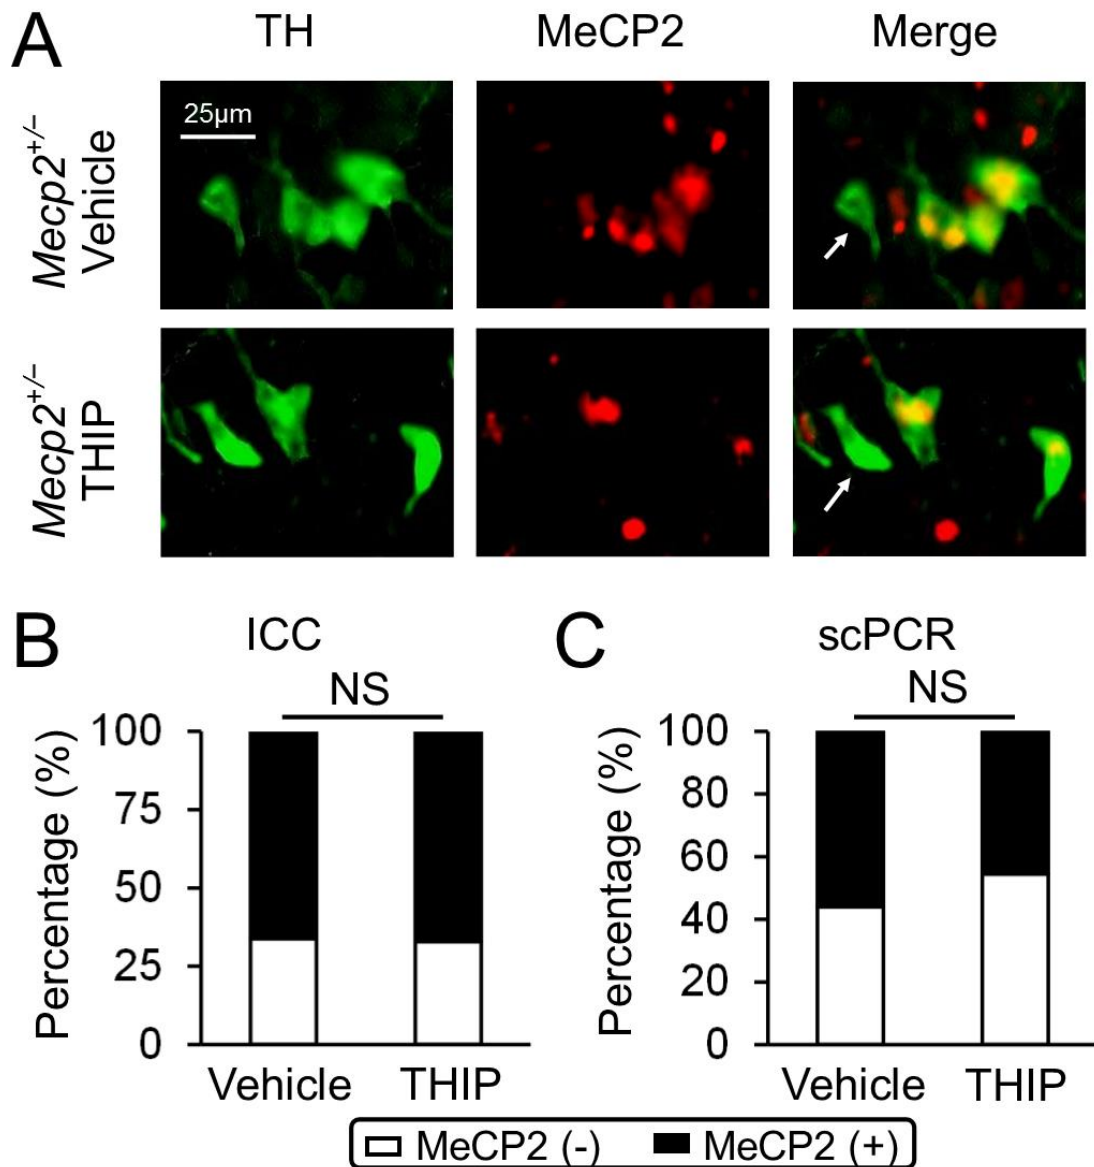 A
TH
MeCP2
Merge
Mecp2+/–
Vehicle
25µm
Mecp2+/–
THIP
B
ICC
NS
Percentage (%)
100
75
50
25
0
Vehicle
THIP
C
scPCR
NS
Percentage (%)
100
80
60
40
20
0
Vehicle
THIP
MeCP2 (-)
MeCP2 (+)